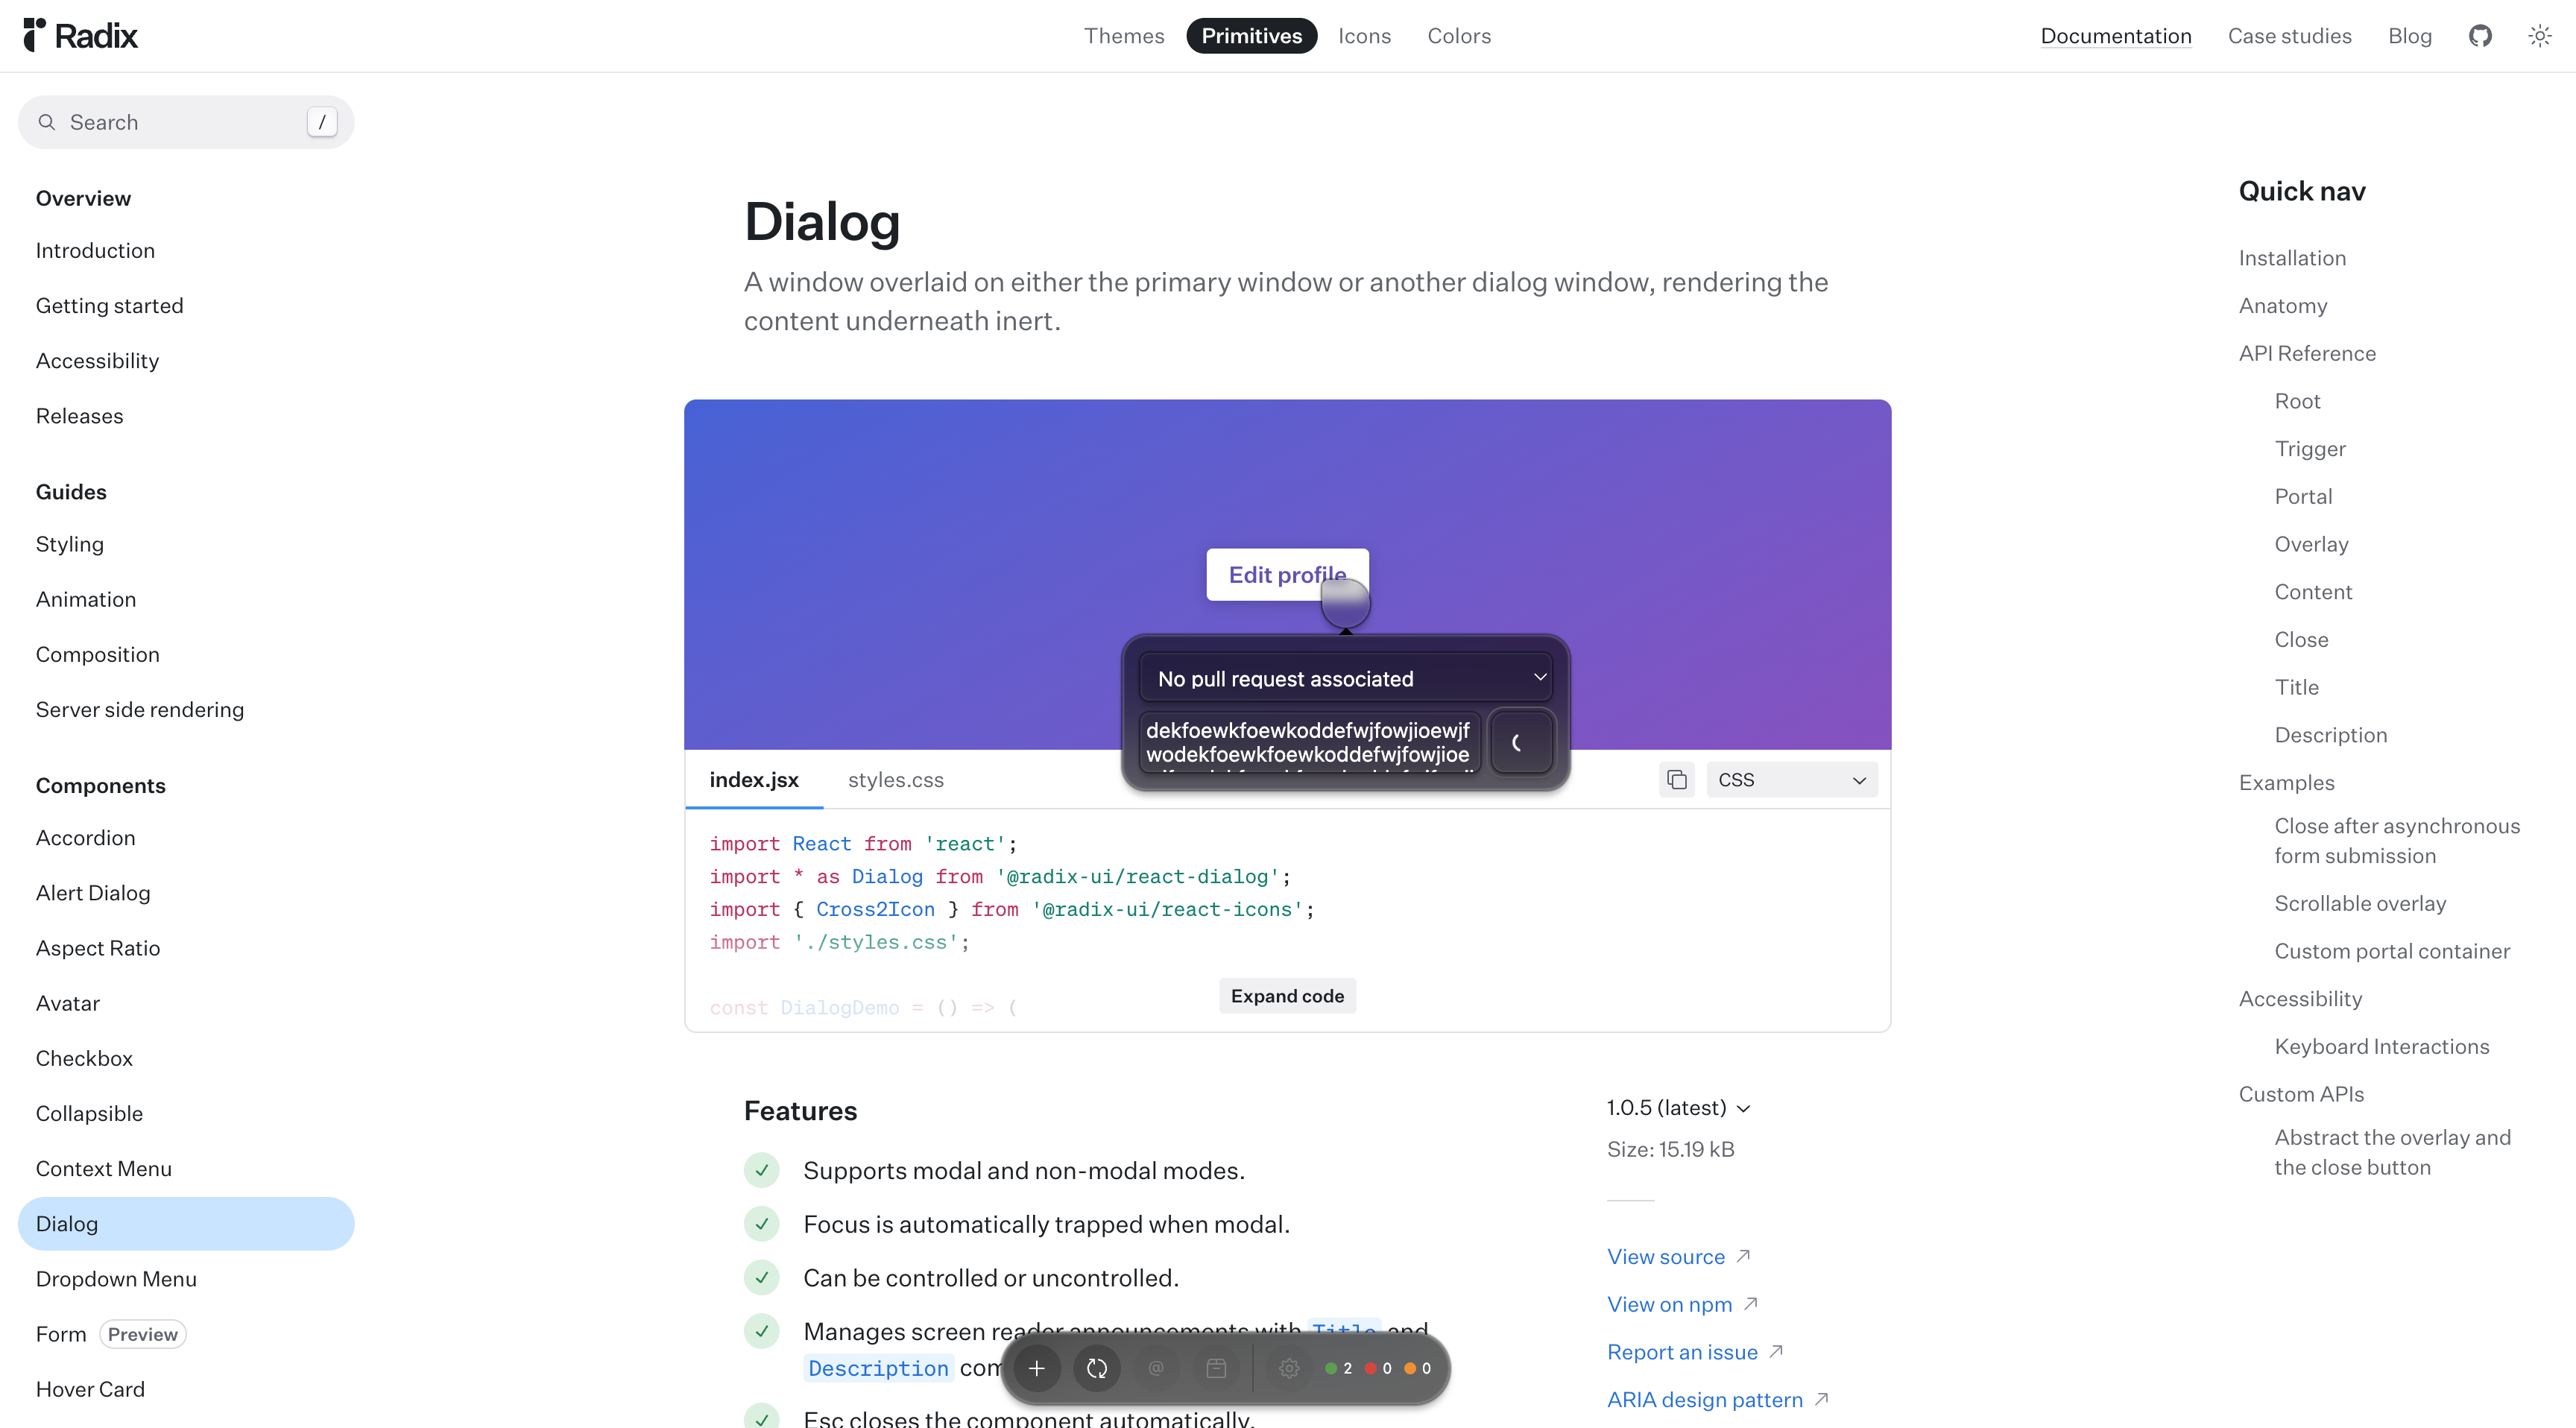 Radix
Themes
Primitives
Icons
Colors
Documentation
Case studies
Blog
Search
/
Overview
Introduction
Getting started
Accessibility
Releases
Guides
Styling
Animation
Composition
Server side rendering
Components
Accordion
Alert Dialog
Aspect Ratio
Avatar
Checkbox
Collapsible
Context Menu
Dialog
Dropdown Menu
Form Preview
Hover Card
Dialog
A window overlaid on either the primary window or another dialog window, rendering the
content underneath inert.
Edit profile
No pull request associated
dekfoewkfoewkoddefwjfowjioewjf
wodekfoewkfoewkoddefwjfowjioe
index.jsx
styles.css
CSS
import React from 'react';
import * as Dialog from '@radix-ui/react-dialog';
import { Cross2Icon } from '@radix-ui/react-icons';
import './styles.css';
const DialogDemo = () => (
Expand code
Features
Supports modal and non-modal modes.
Focus is automatically trapped when modal.
Can be controlled or uncontrolled.
Manages screen reader announcements with Title and
Description
Esc closes the component automatically.
@
2
0
0
1.0.5 (latest)
Size: 15.19 kB
View source
View on npm
Report an issue
ARIA design pattern
Quick nav
Installation
Anatomy
API Reference
Root
Trigger
Portal
Overlay
Content
Close
Title
Description
Examples
Close after asynchronous
form submission
Scrollable overlay
Custom portal container
Accessibility
Keyboard Interactions
Custom APIs
Abstract the overlay and
the close button